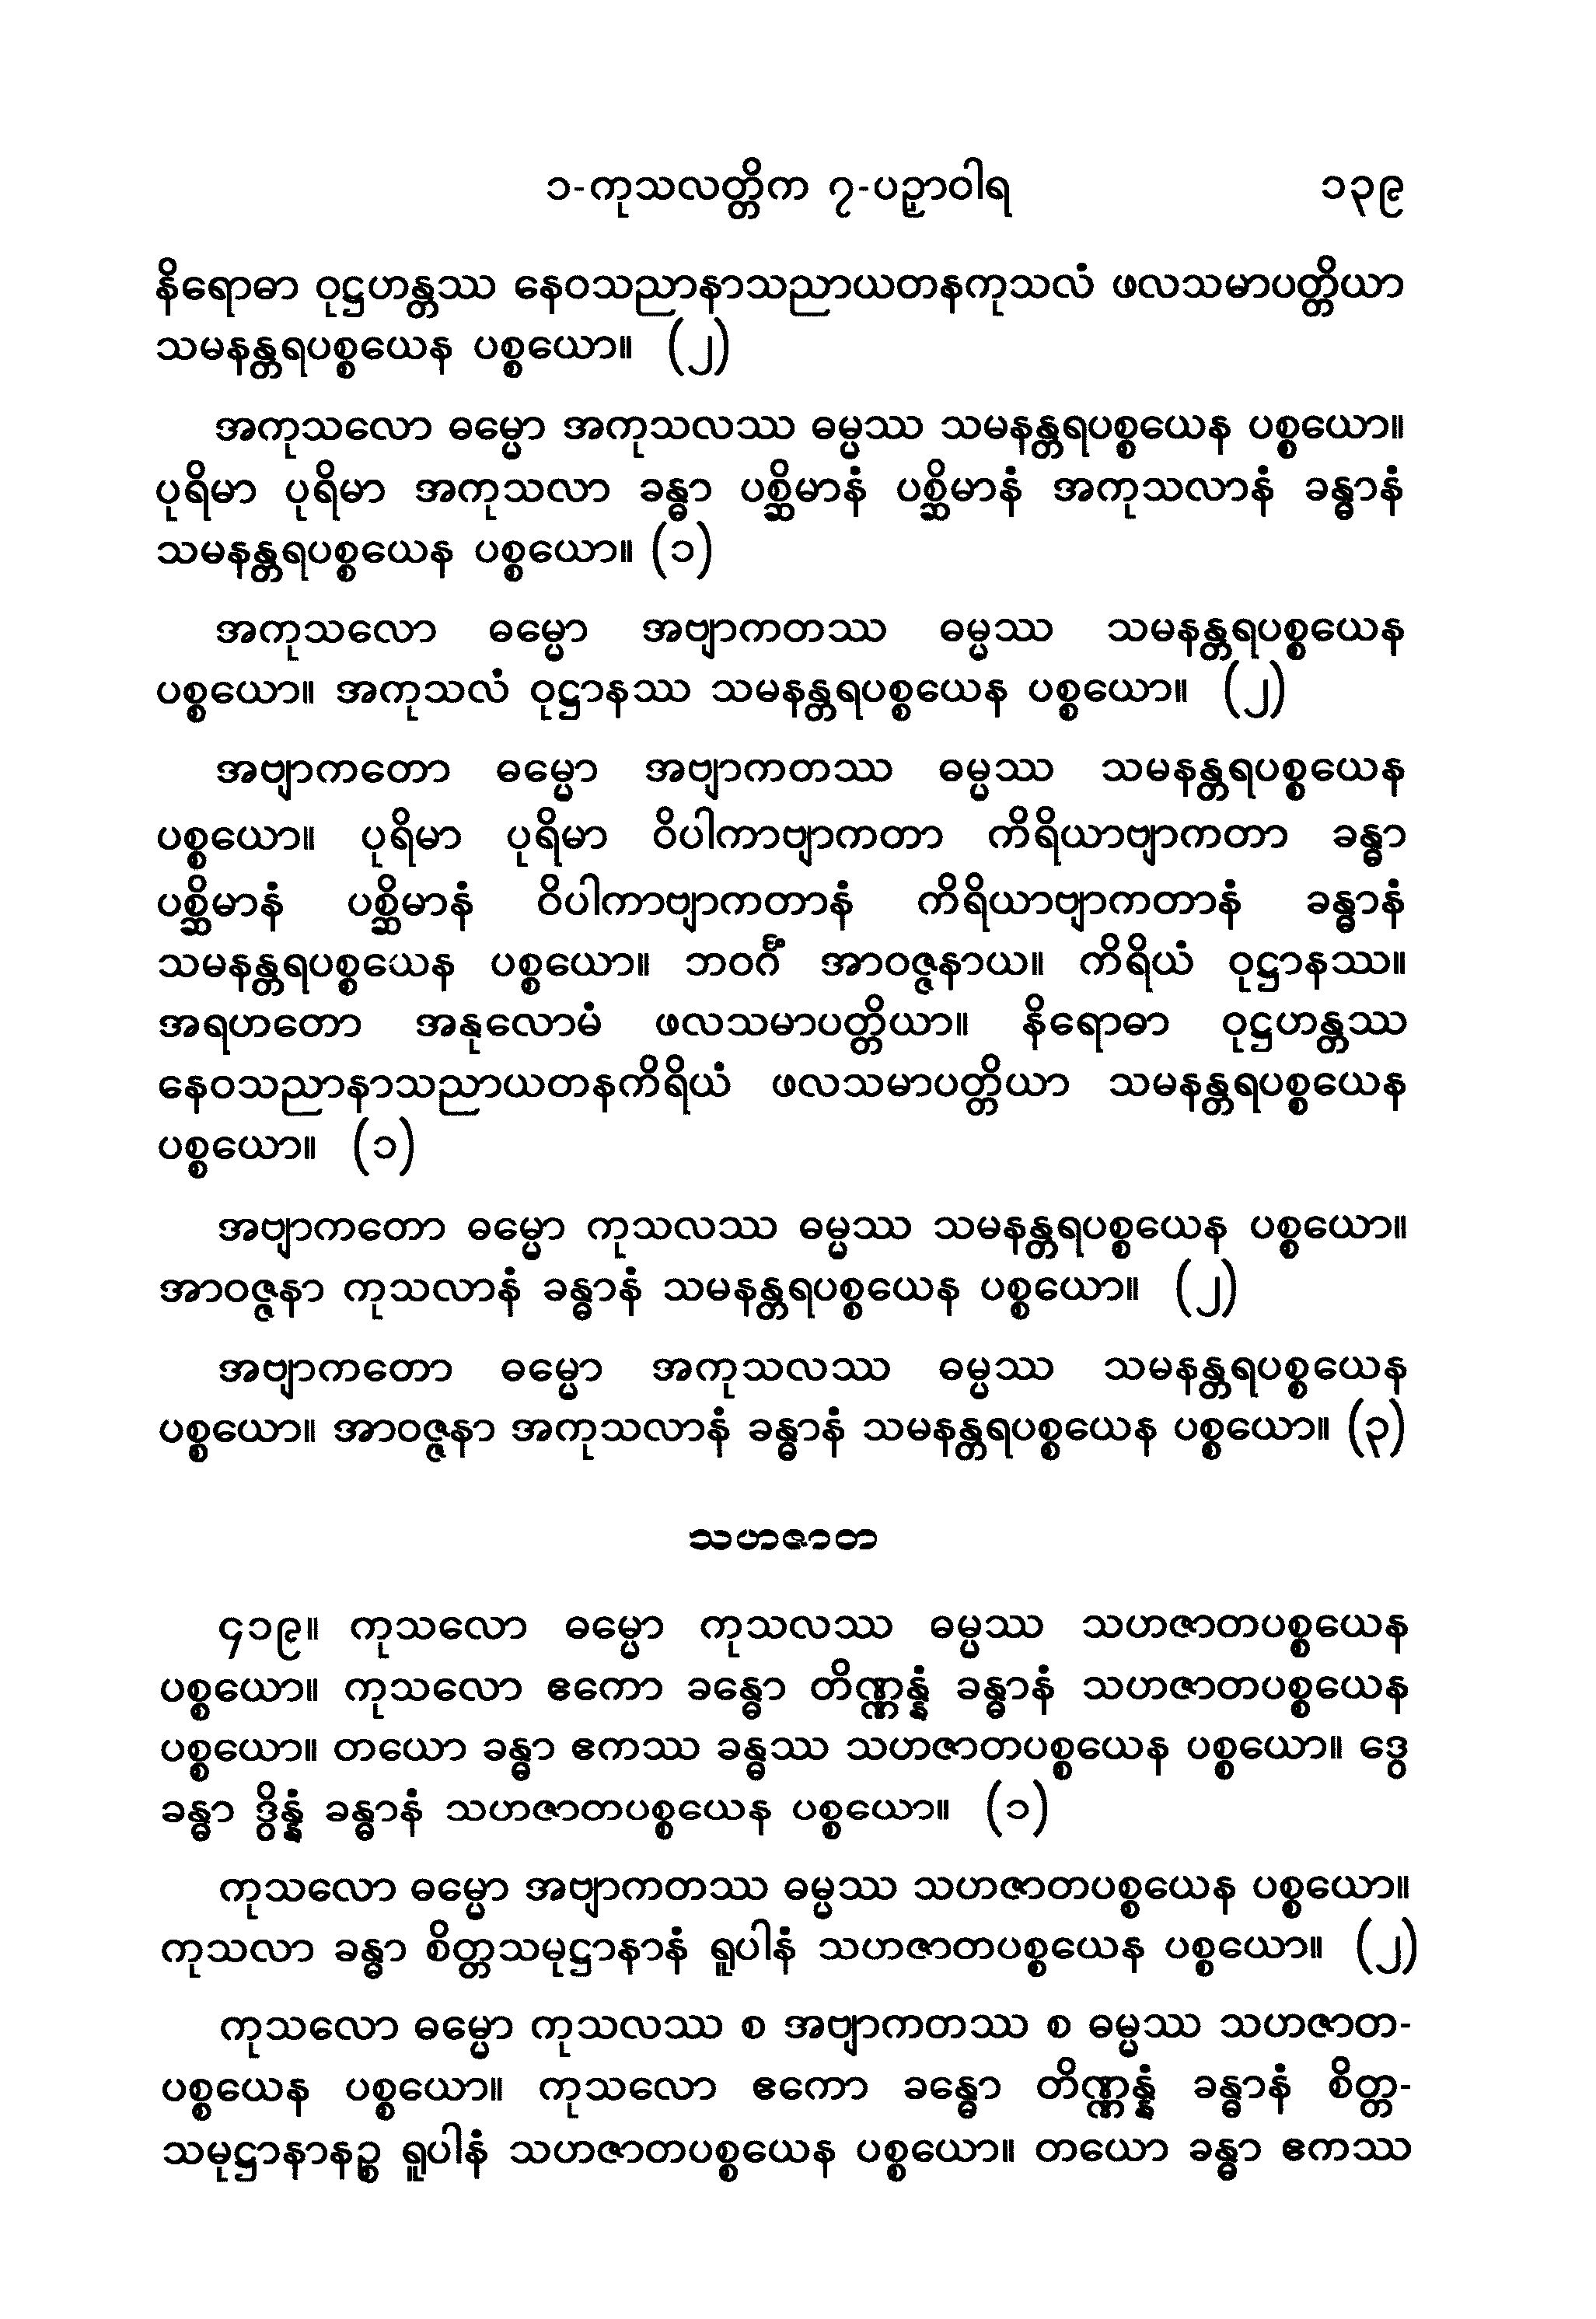 ၁-ကုသလတ္တိက ၇-ပဉှာဝါရ ၁၃၉
နိရောဓာ ဝုဋ္ဌဟန္တဿ နေဝသညာနာသညာယတနကုသလံ ဖလသမာပတ္တိယာ
သမနန္တရပစ္စယေန ပစ္စယော။ (၂)
အကုသလော ဓမ္မော အကုသလဿ ဓမ္မဿ သမနန္တရပစ္စယေန ပစ္စယော။
ပုရိမာ ပုရိမာ အကုသလာ ခန္ဓာ ပစ္ဆိမာနံ ပစ္ဆိမာနံ အကုသလာနံ ခန္ဓာနံ
သမနန္တရပစ္စယေန ပစ္စယော။ (၁)
အကုသလော ဓမ္မော အဗျာကတဿ ဓမ္မဿ သမနန္တရပစ္စယေန
ပစ္စယော။ အကုသလံ ဝုဋ္ဌာနဿ သမနန္တရပစ္စယေန ပစ္စယော။ (၂)
အဗျာကတော ဓမ္မော အဗျာကတဿ ဓမ္မဿ သမနန္တရပစ္စယေန
ပစ္စယော။ ပုရိမာ ပုရိမာ ဝိပါကာဗျာကတာ ကိရိယာဗျာကတာ ခန္ဓာ
ပစ္ဆိမာနံ ပစ္ဆိမာနံ ဝိပါကာဗျာကတာနံ ကိရိယာဗျာကတာနံ ခန္ဓာနံ
သမနန္တရပစ္စယေန ပစ္စယော။ ဘဝင်္ဂံ အာဝဇ္ဇနာယ။ ကိရိယံ ဝုဋ္ဌာနဿ။
အရဟတော အနုလောမံ ဖလသမာပတ္တိယာ။ နိရောဓာ ဝုဋ္ဌဟန္တဿ
နေဝသညာနာသညာယတနကိရိယံ ဖလသမာပတ္တိယာ သမနန္တရပစ္စယေန
ပစ္စယော။ (၁)
အဗျာကတော ဓမ္မော ကုသလဿ ဓမ္မဿ သမနန္တရပစ္စယေန ပစ္စယော။
အာဝဇ္ဇနာ ကုသလာနံ ခန္ဓာနံ သမနန္တရပစ္စယေန ပစ္စယော။ (၂)
အဗျာကတော ဓမ္မော အကုသလဿ ဓမ္မဿ သမနန္တရပစ္စယေန
ပစ္စယော။ အာဝဇ္ဇနာ အကုသလာနံ ခန္ဓာနံ သမနန္တရပစ္စယေန ပစ္စယော။ (၃)
သဟဇာတ
၄၁၉။ ကုသလော ဓမ္မော ကုသလဿ ဓမ္မဿ သဟဇာတပစ္စယေန
ပစ္စယော။ ကုသလော ဧကော ခန္ဓော တိဏ္ဏန္နံ ခန္ဓာနံ သဟဇာတပစ္စယေန
ပစ္စယော။ တယော ခန္ဓာ ဧကဿ ခန္ဓဿ သဟဇာတပစ္စယေန ပစ္စယော။ ဒွေ
ခန္ဓာ ဒွိန္နံ ခန္ဓာနံ သဟဇာတပစ္စယေန ပစ္စယော။ (၁)
ကုသလော ဓမ္မော အဗျာကတဿ ဓမ္မဿ သဟဇာတပစ္စယေန ပစ္စယော။
ကုသလာ ခန္ဓာ စိတ္တသမုဋ္ဌာနာနံ ရူပါနံ သဟဇာတပစ္စယေန ပစ္စယော။ (၂)
ကုသလော ဓမ္မော ကုသလဿ စ အဗျာကတဿ စ ဓမ္မဿ သဟဇာတ-
ပစ္စယေန ပစ္စယော။ ကုသလော ဧကော ခန္ဓော တိဏ္ဏန္နံ ခန္ဓာနံ စိတ္တ-
သမုဋ္ဌာနာနဉ္စ ရူပါနံ သဟဇာတပစ္စယေန ပစ္စယော။ တယော ခန္ဓာ ဧကဿ